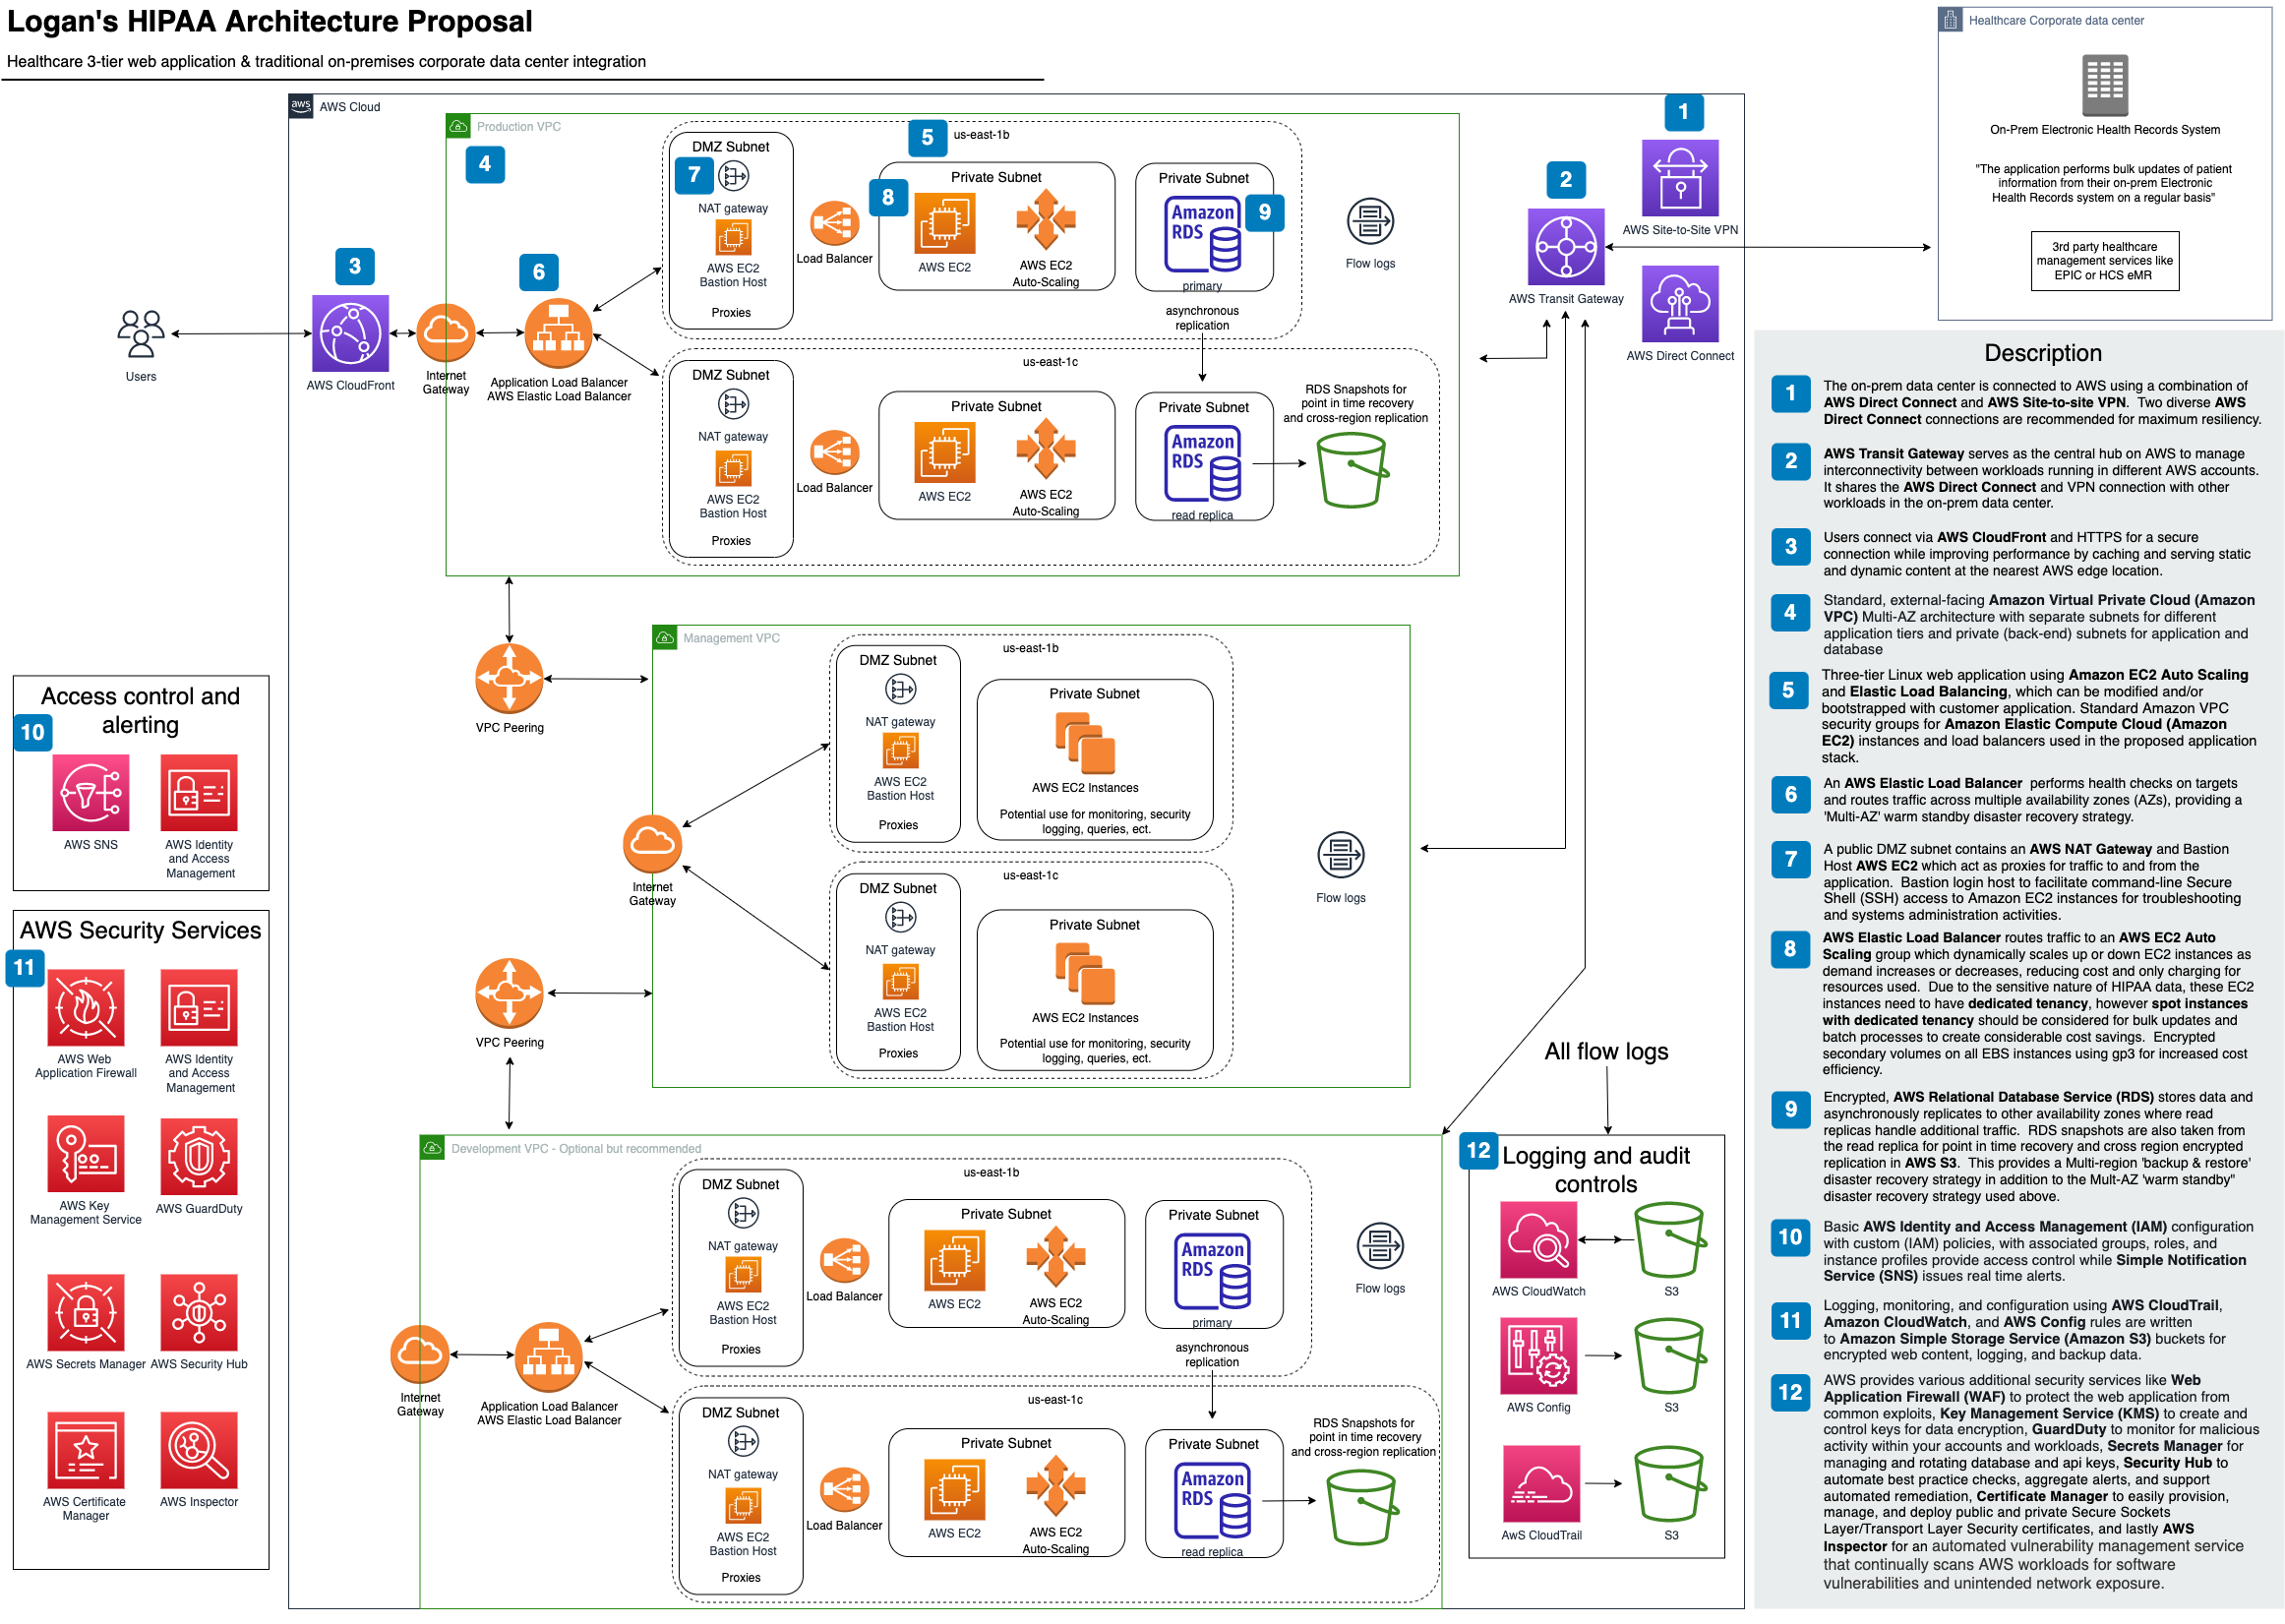 Logan's HIPAA Architecture Proposal
Healthcare 3-tier web application & traditional on-premises corporate data center integration
Healthcare Corporate data center
On-Prem Electronic Health Records System
"The application performs bulk updates of patient
information from their on-prem Electronic
Health Records system on a regular basis"
3rd party healthcare
management services like
EPIC or HCS eMR
aws
AWS Cloud
Production VPC
4
5
us-east-1b
DMZ Subnet
7
NAT gateway
AWS EC2
Bastion Host
Proxies
Load Balancer
8
Private Subnet
AWS EC2
AWS EC2
Auto-Scaling
Private Subnet
Amazon
RDS
9
primary
asynchronous
replication
Flow logs
1
AWS Site-to-Site VPN
2
AWS Transit Gateway
AWS Direct Connect
Users
3
AWS CloudFront
Internet
Gateway
6
Application Load Balancer
AWS Elastic Load Balancer
us-east-1c
DMZ Subnet
NAT gateway
AWS EC2
Bastion Host
Proxies
Load Balancer
Private Subnet
AWS EC2
AWS EC2
Auto-Scaling
Private Subnet
Amazon
RDS
read replica
RDS Snapshots for
point in time recovery
and cross-region replication
VPC Peering
Management VPC
us-east-1b
DMZ Subnet
NAT gateway
AWS EC2
Bastion Host
Proxies
Private Subnet
AWS EC2 Instances
Potential use for monitoring, security
logging, queries, ect.
Internet
Gateway
Flow logs
us-east-1c
DMZ Subnet
NAT gateway
AWS EC2
Bastion Host
Proxies
Private Subnet
AWS EC2 Instances
Potential use for monitoring, security
logging, queries, ect.
VPC Peering
Access control and
alerting
10
AWS SNS
AWS Identity
and Access
Management
AWS Security Services
11
AWS Web
Application Firewall
AWS Identity
and Access
Management
AWS Key
Management Service
AWS GuardDuty
AWS Secrets Manager
AWS Security Hub
AWS Certificate
Manager
AWS Inspector
Development VPC - Optional but recommended
us-east-1b
DMZ Subnet
NAT gateway
AWS EC2
Bastion Host
Proxies
Load Balancer
Private Subnet
AWS EC2
AWS EC2
Auto-Scaling
Private Subnet
Amazon
RDS
primary
asynchronous
replication
Flow logs
Internet
Gateway
Application Load Balancer
AWS Elastic Load Balancer
us-east-1c
DMZ Subnet
NAT gateway
AWS EC2
Bastion Host
Proxies
Load Balancer
Private Subnet
AWS EC2
AWS EC2
Auto-Scaling
Private Subnet
Amazon
RDS
read replica
RDS Snapshots for
point in time recovery
and cross-region replication
All flow logs
12
Logging and audit
controls
AWS CloudWatch
S3
AWS Config
S3
AwS CloudTrail
S3
Description
1
The on-prem data center is connected to AWS using a combination of
AWS Direct Connect and AWS Site-to-site VPN. Two diverse AWS
Direct Connect connections are recommended for maximum resiliency.
2
AWS Transit Gateway serves as the central hub on AWS to manage
interconnectivity between workloads running in different AWS accounts.
It shares the AWS Direct Connect and VPN connection with other
workloads in the on-prem data center.
3
Users connect via AWS CloudFront and HTTPS for a secure
connection while improving performance by caching and serving static
and dynamic content at the nearest AWS edge location.
4
Standard, external-facing Amazon Virtual Private Cloud (Amazon
VPC) Multi-AZ architecture with separate subnets for different
application tiers and private (back-end) subnets for application and
database
5
Three-tier Linux web application using Amazon EC2 Auto Scaling
and Elastic Load Balancing, which can be modified and/or
bootstrapped with customer application. Standard Amazon VPC
security groups for Amazon Elastic Compute Cloud (Amazon
EC2) instances and load balancers used in the proposed application
stack.
6
An AWS Elastic Load Balancer performs health checks on targets
and routes traffic across multiple availability zones (AZs), providing a
'Multi-AZ' warm standby disaster recovery strategy.
7
A public DMZ subnet contains an AWS NAT Gateway and Bastion
Host AWS EC2 which act as proxies for traffic to and from the
application. Bastion login host to facilitate command-line Secure
Shell (SSH) access to Amazon EC2 instances for troubleshooting
and systems administration activities.
8
AWS Elastic Load Balancer routes traffic to an AWS EC2 Auto
Scaling group which dynamically scales up or down EC2 instances as
demand increases or decreases, reducing cost and only charging for
resources used. Due to the sensitive nature of HIPAA data, these EC2
instances need to have dedicated tenancy, however spot instances
with dedicated tenancy should be considered for bulk updates and
batch processes to create considerable cost savings. Encrypted
secondary volumes on all EBS instances using gp3 for increased cost
efficiency.
9
Encrypted, AWS Relational Database Service (RDS) stores data and
asynchronously replicates to other availability zones where read
replicas handle additional traffic. RDS snapshots are also taken from
the read replica for point in time recovery and cross region encrypted
replication in AWS S3. This provides a Multi-region 'backup & restore'
disaster recovery strategy in addition to the Mult-AZ 'warm standby"
disaster recovery strategy used above.
10
Basic AWS Identity and Access Management (IAM) configuration
with custom (IAM) policies, with associated groups, roles, and
instance profiles provide access control while Simple Notification
Service (SNS) issues real time alerts.
11
Logging, monitoring, and configuration using AWS CloudTrail,
Amazon CloudWatch, and AWS Config rules are written
to Amazon Simple Storage Service (Amazon S3) buckets for
encrypted web content, logging, and backup data.
12
AWS provides various additional security services like Web
Application Firewall (WAF) to protect the web application from
common exploits, Key Management Service (KMS) to create and
control keys for data encryption, GuardDuty to monitor for malicious
activity within your accounts and workloads, Secrets Manager for
managing and rotating database and api keys, Security Hub to
automate best practice checks, aggregate alerts, and support
automated remediation, Certificate Manager to easily provision,
manage, and deploy public and private Secure Sockets
Layer/Transport Layer Security certificates, and lastly AWS
Inspector for an automated vulnerability management service
that continually scans AWS workloads for software
vulnerabilities and unintended network exposure.